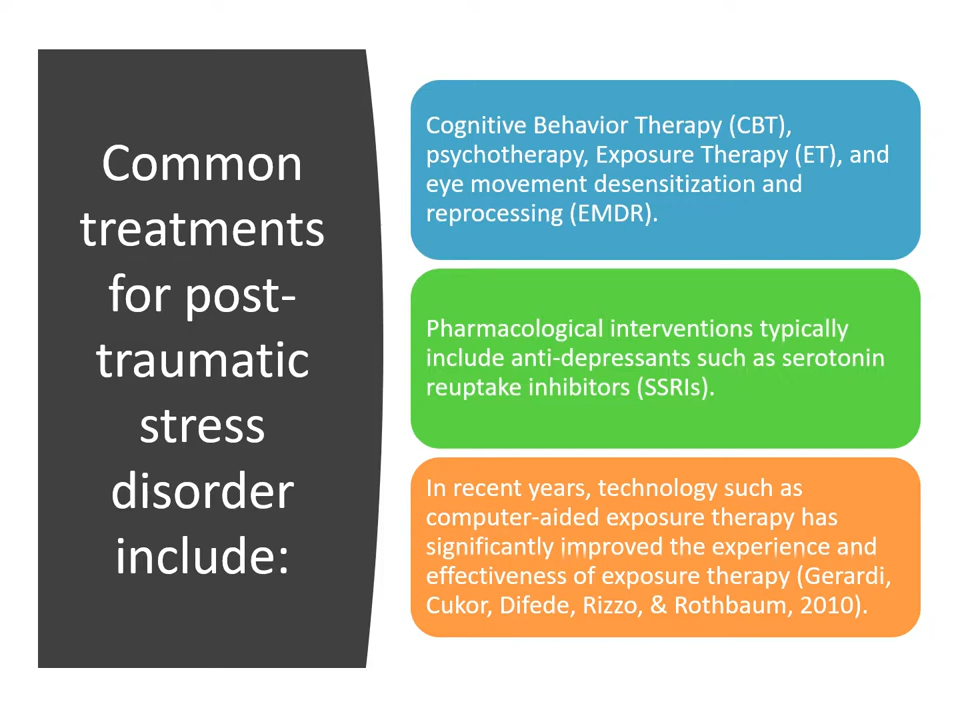 Common
treatments
for post-
traumatic
stress
disorder
include:
Cognitive Behavior Therapy (CBT),
psychotherapy, Exposure Therapy (ET), and
eye movement desensitization and
reprocessing (EMDR).
Pharmacological interventions typically
include anti-depressants such as serotonin
reuptake inhibitors (SSRIs).
In recent years, technology such as
computer-aided exposure therapy has
significantly improved the experience and
effectiveness of exposure therapy (Gerardi,
Cukor, Difede, Rizzo, & Rothbaum, 2010).